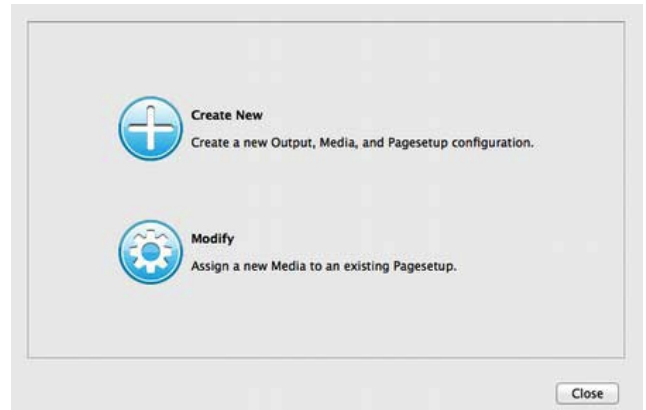 Create New
Create a new Output, Media, and Pagesetup configuration.
Modify
Assign a new Media to an existing Pagesetup.
Close